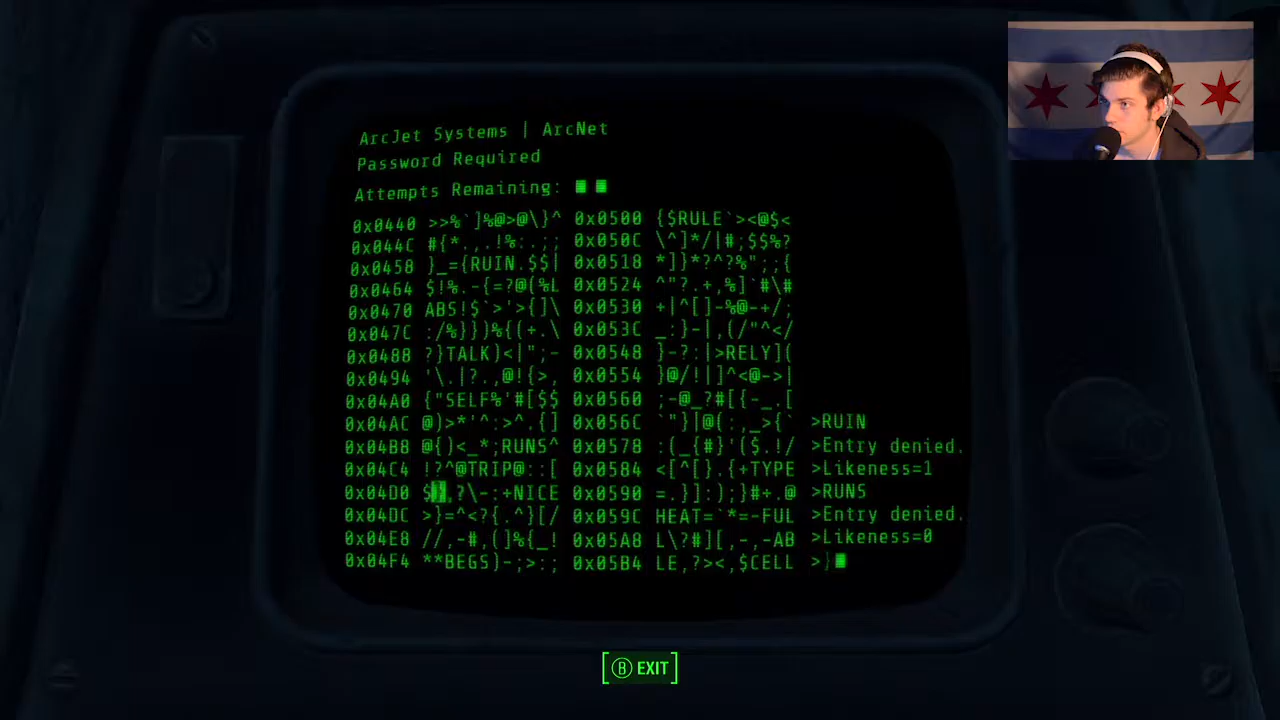 ArcJet Systems | ArcNet
Password Required
Attempts Remaining:
0x0440 >>%`]%@>@\}^ 0x0500 {$RULE`><@$<
0x044C #{*.,.!%:.;; 0x050C \^]*/|#;$$%?
0x0458 }_={RUIN.$$| 0x0518 *]}*?^?%";;{
0x0464 $!%.-{=?@(%L 0x0524 ^"?.+,%]`#\#
0x0470 ABS!$`>'>{]\ 0x0530 +|^[]-%@-+/;
0x047C :/%}})%{(+.\ 0x053C _:}-|,(/"^</
0x0488 ?}TALK)<|";- 0x0548 }-?:|>RELY](
0x0494 '\.|?.,@!{>, 0x0554 }@/!|]^<@->|
0x04A0 {"SELF%'#[$$ 0x0560 ;-@_?#[{-_.[
0x04AC @)>*'^:>^.{] 0x056C `"}|@(:,_>{` >RUIN
0x04B8 @{)<_*;RUNS^ 0x0578 :(_{#}'($.!/ >Entry denied.
0x04C4 !?^@TRIP@::[ 0x0584 <[^[}.{+TYPE >Likeness=1
0x04D0 $},?\-:+NICE 0x0590 =.}]:);}#+.@ >RUNS
0x04DC >}=^<?{.^}[/ 0x059C HEAT=`*=-FUL >Entry denied.
0x04E8 //,-#,(]%{_! 0x05A8 L\?#][,-,-AB >Likeness=0
0x04F4 **BEGS)-;>:; 0x05B4 LE,?><,$CELL >}
Ⓑ EXIT